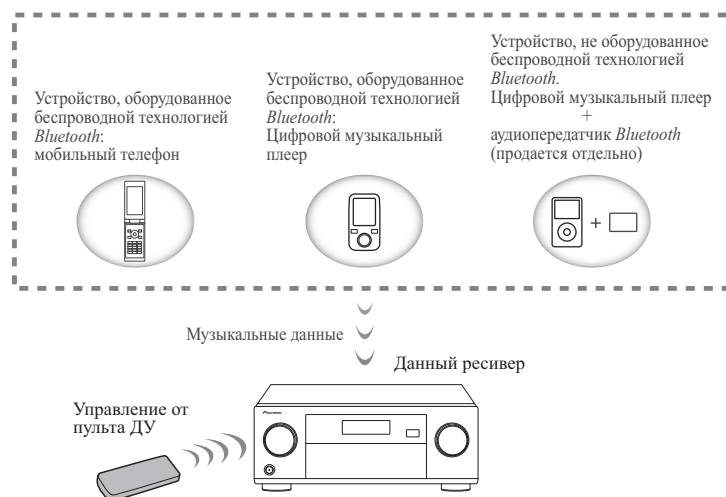 Устройство, оборудованное
беспроводной технологией
Bluetooth:
мобильный телефон
Устройство, оборудованное
беспроводной технологией
Bluetooth:
Цифровой музыкальный
плеер
Устройство, не оборудованное
беспроводной технологией
Bluetooth.
Цифровой музыкальный плеер
+
аудиопередатчик Bluetooth
(продается отдельно)
+
Музыкальные данные
Данный ресивер
Pioneer
Управление от
пульта ДУ